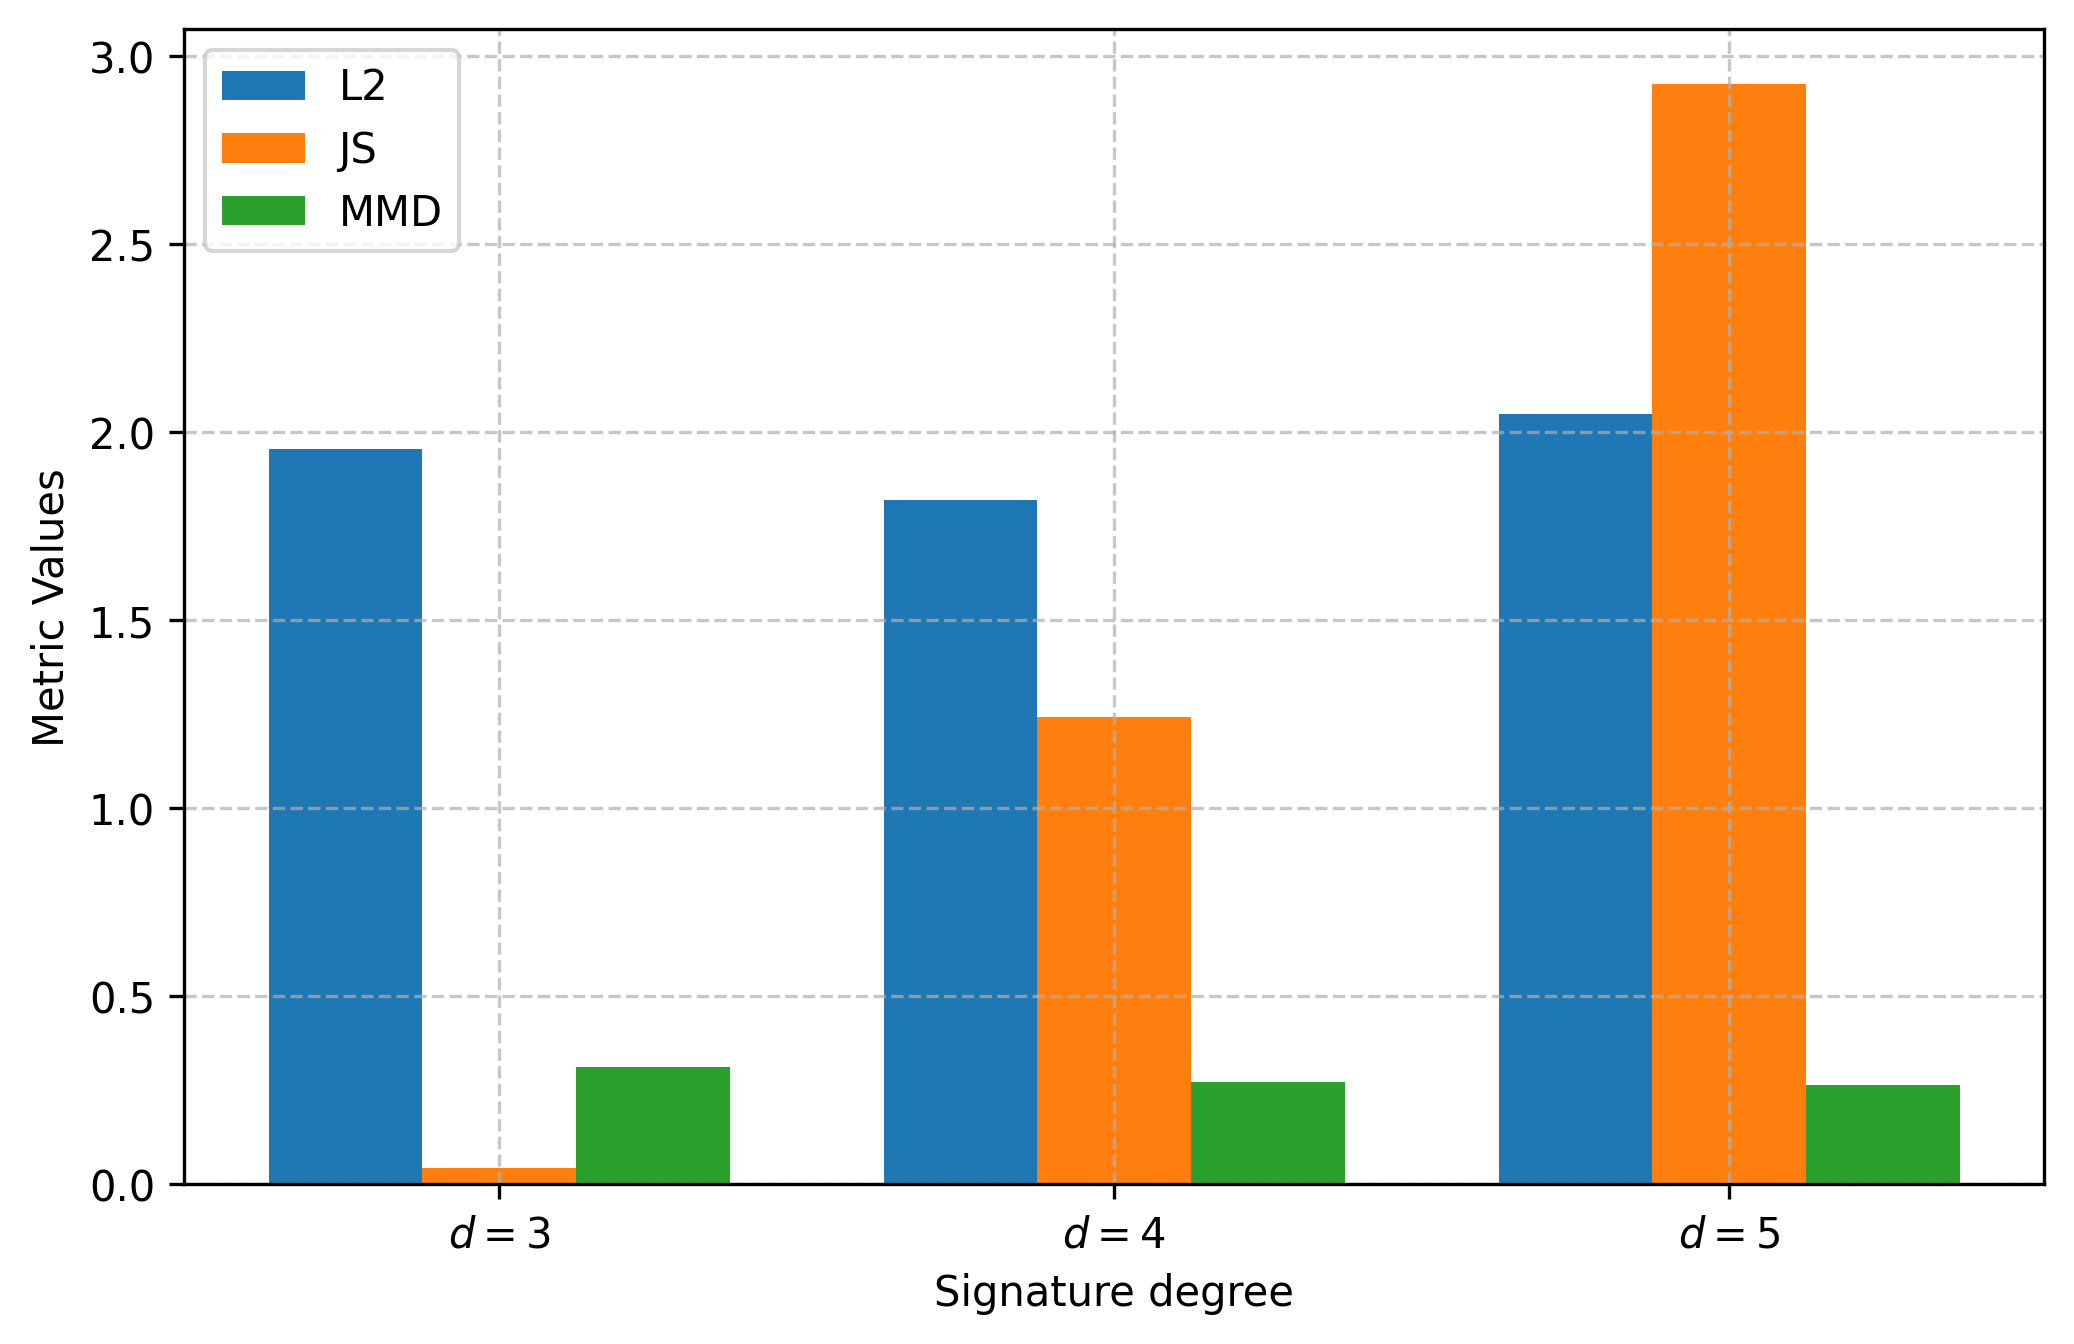 L2
JS
MMD
3.0
2.5
2.0
1.5
1.0
0.5
0.0
Metric Values
d = 3
d = 4
d = 5
Signature degree